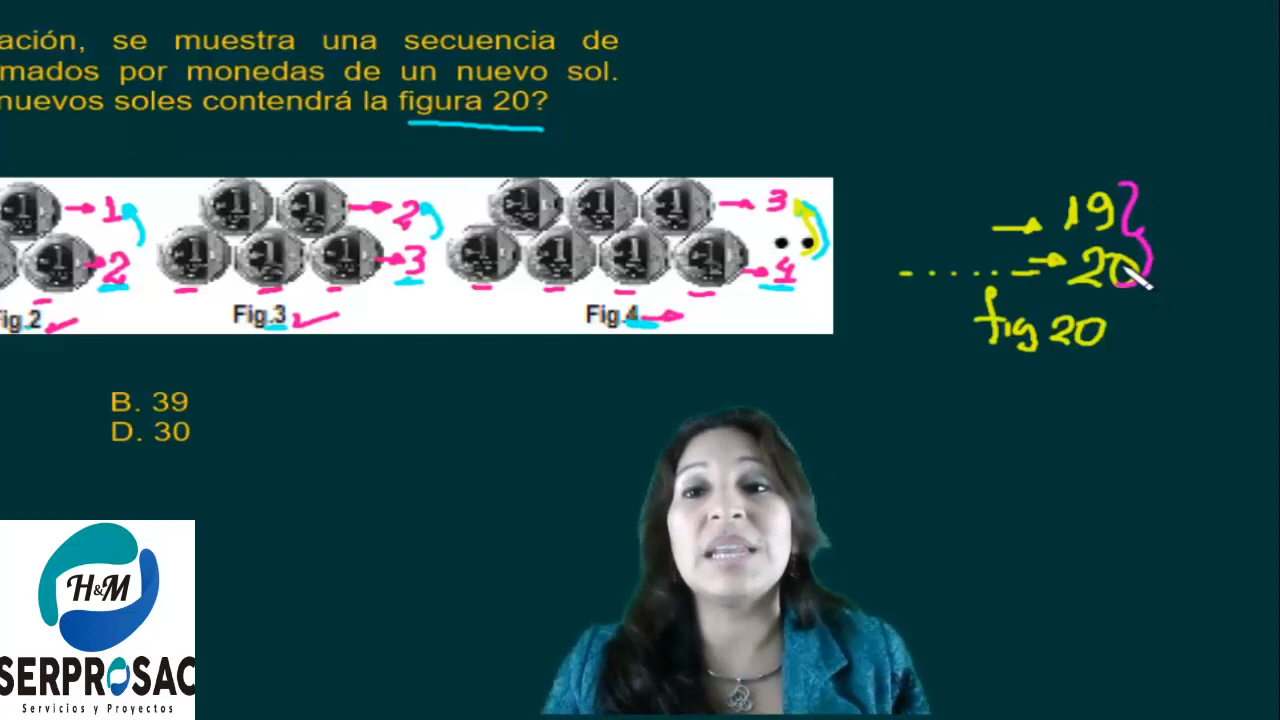 ación, se muestra una secuencia de
mados por monedas de un nuevo sol.
nuevos soles contendrá la figura 20?
1
2
ig.2
2
3
Fig.3
3
4
Fig.4
19
20
fig 20
B. 39
D. 30
H&M
SERPROSAC
Servicios y Proyectos